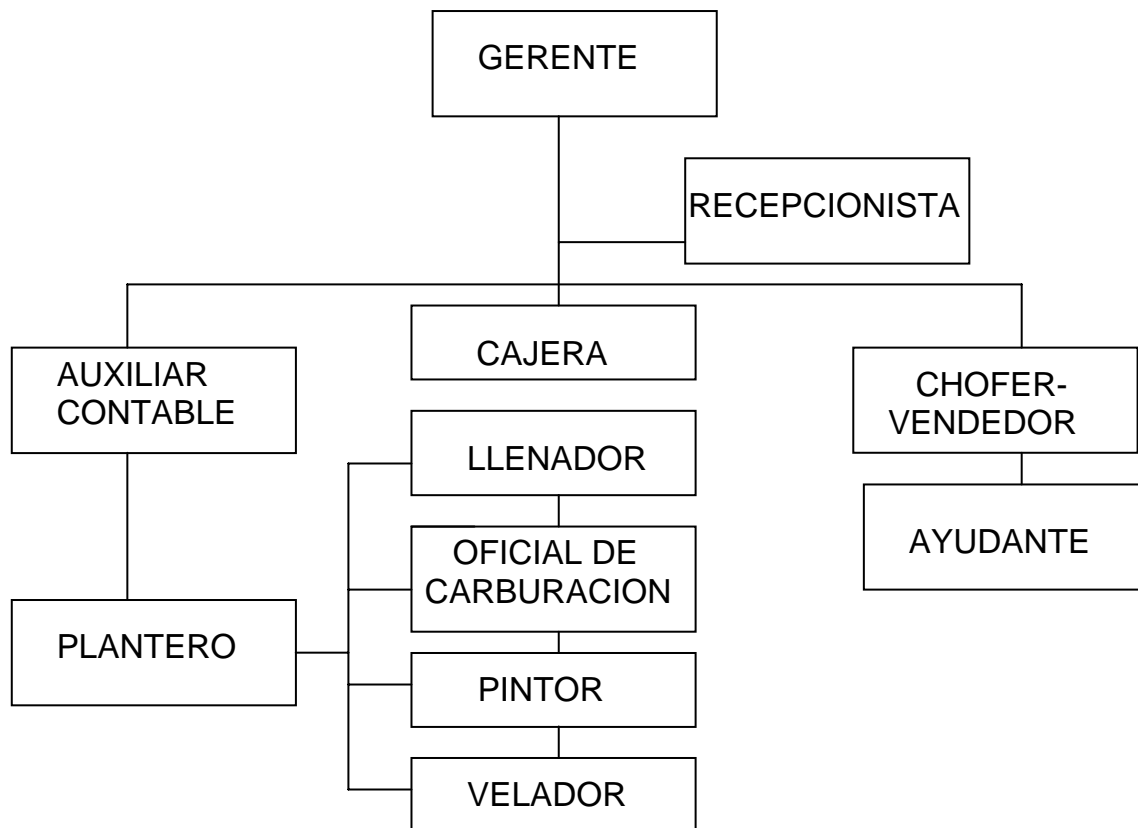 GERENTE
RECEPCIONISTA
CAJERA
AUXILIAR
CONTABLE
CHOFER-
VENDEDOR
LLENADOR
AYUDANTE
OFICIAL DE
CARBURACION
PLANTERO
PINTOR
VELADOR